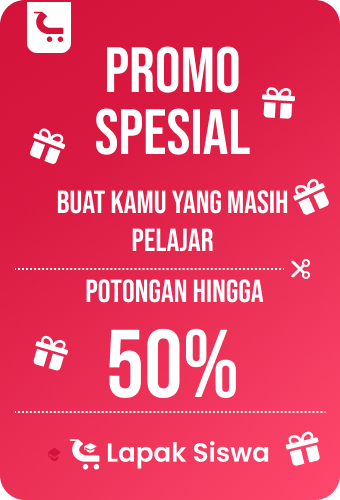 PROMO
SPESIAL
BUAT KAMU YANG MASIH
PELAJAR
POTONGAN HINGGA
50%
Lapak Siswa